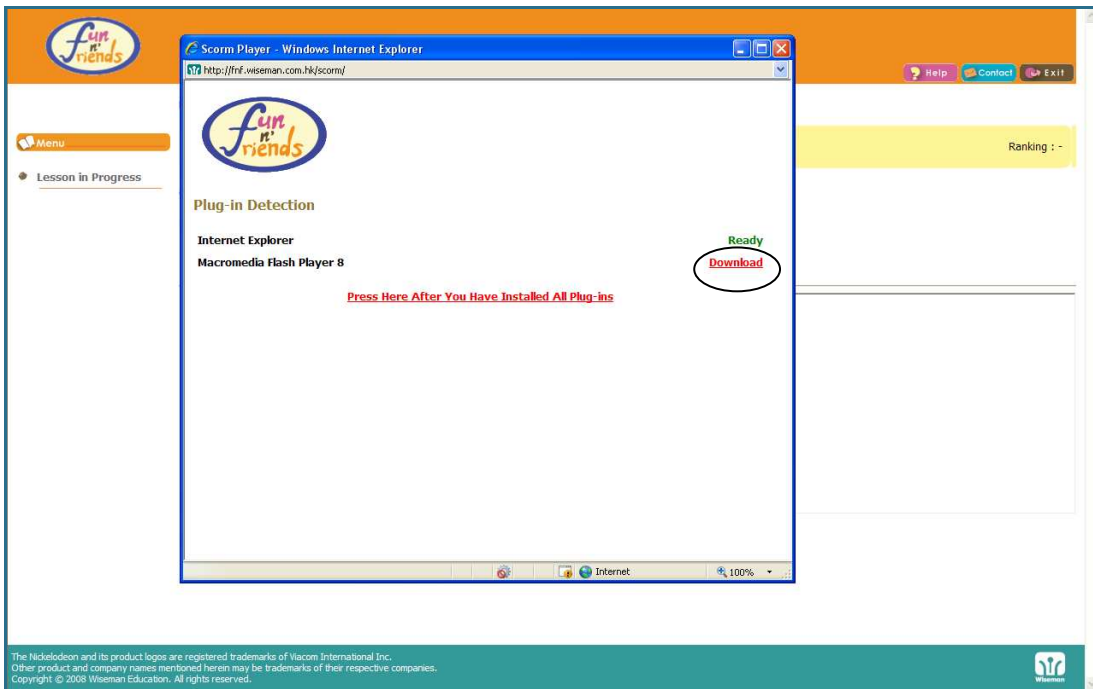 fun
n'
friends
Scorm Player - Windows Internet Explorer
http://fnf.wiseman.com.hk/scorm/
Help
Contact
Exit
fun
n'
friends
Menu
Ranking : -
Lesson in Progress
Plug-in Detection
Internet Explorer Ready
Macromedia Flash Player 8 Download
Press Here After You Have Installed All Plug-ins
Internet 100%
The Nickelodeon and its product logos are registered trademarks of Viacom International Inc.
Other product and company names mentioned herein may be trademarks of their respective companies.
Copyright © 2008 Wiseman Education. All rights reserved.
Wiseman